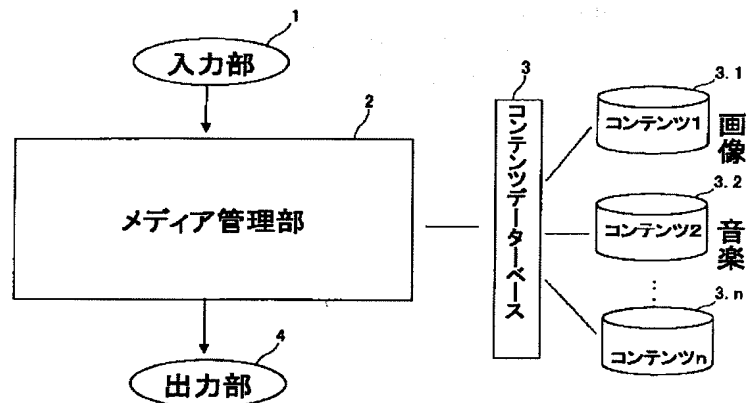 1
入力部
2
メディア管理部
3
コンテンツデーターベース
3.1
コンテンツ1
画像
3.2
コンテンツ2
音楽
3.n
コンテンツn
4
出力部